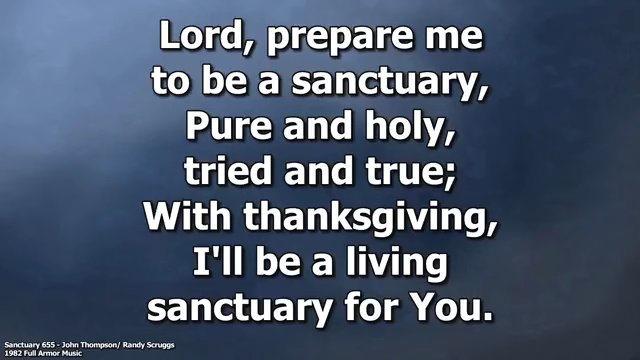 Lord, prepare me
to be a sanctuary,
Pure and holy,
tried and true;
With thanksgiving,
I'll be a living
sanctuary for You.
Sanctuary 655 - John Thompson/ Randy Scruggs
1982 Full Armor Music